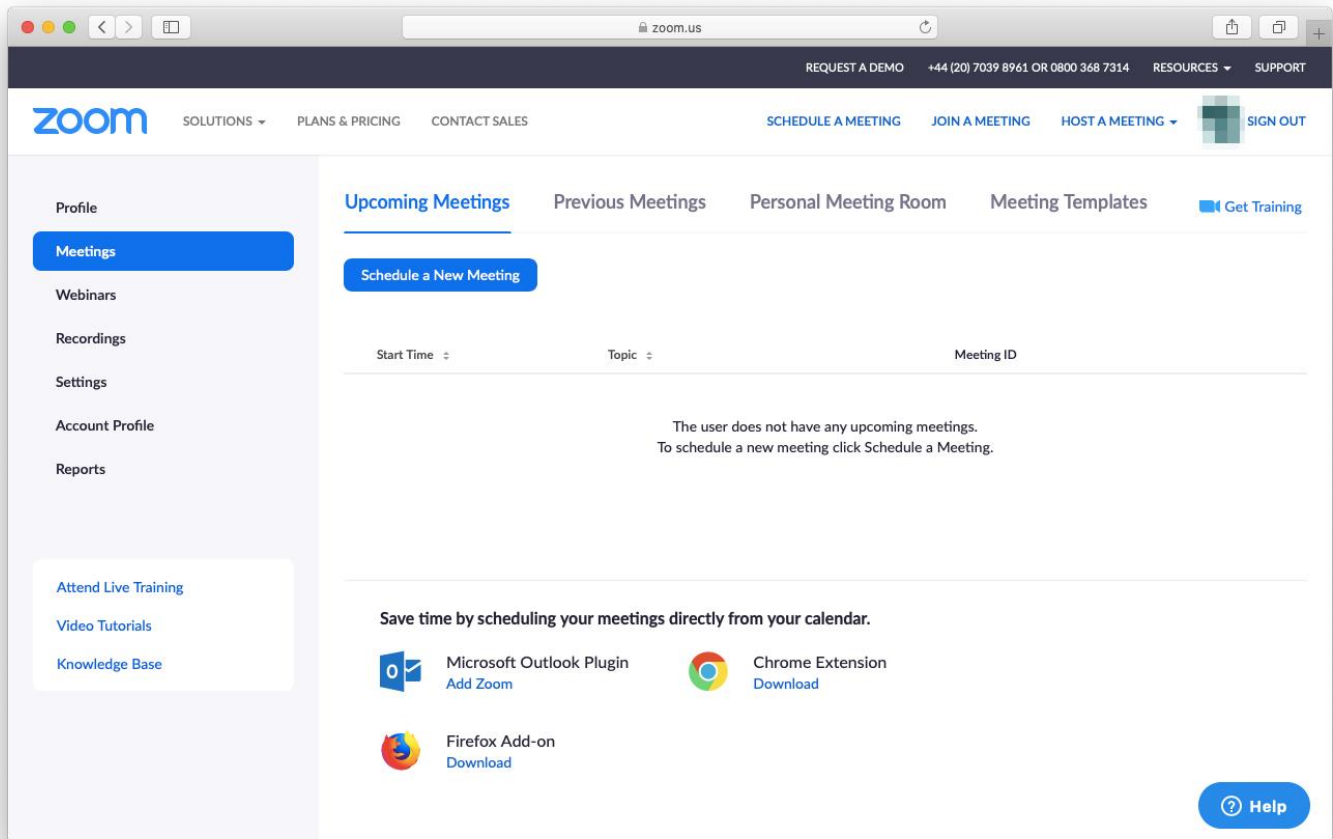 zoom.us
REQUEST A DEMO +44 (20) 7039 8961 OR 0800 368 7314 RESOURCES SUPPORT
zoom SOLUTIONS PLANS & PRICING CONTACT SALES SCHEDULE A MEETING JOIN A MEETING HOST A MEETING SIGN OUT
Profile
Meetings
Webinars
Recordings
Settings
Account Profile
Reports
Attend Live Training
Video Tutorials
Knowledge Base
Upcoming Meetings Previous Meetings Personal Meeting Room Meeting Templates Get Training
Schedule a New Meeting
Start Time Topic Meeting ID
The user does not have any upcoming meetings.
To schedule a new meeting click Schedule a Meeting.
Save time by scheduling your meetings directly from your calendar.
Microsoft Outlook Plugin
Add Zoom
Chrome Extension
Download
Firefox Add-on
Download
Help